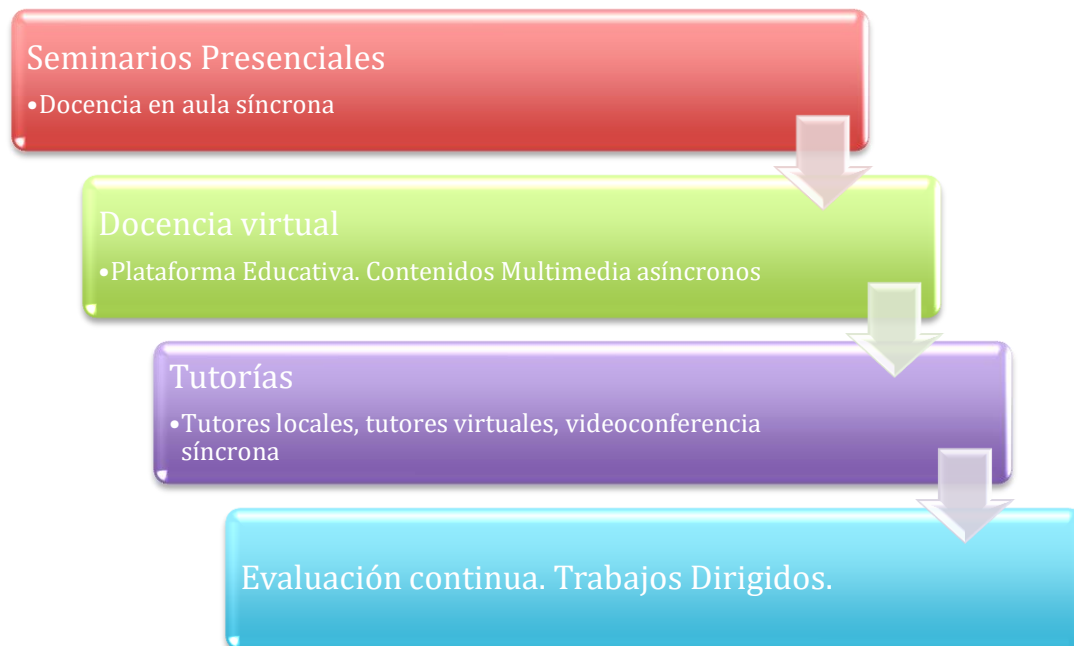 Seminarios Presenciales
•Docencia en aula síncrona
Docencia virtual
•Plataforma Educativa. Contenidos Multimedia asíncronos
Tutorías
•Tutores locales, tutores virtuales, videoconferencia
síncrona
Evaluación continua. Trabajos Dirigidos.